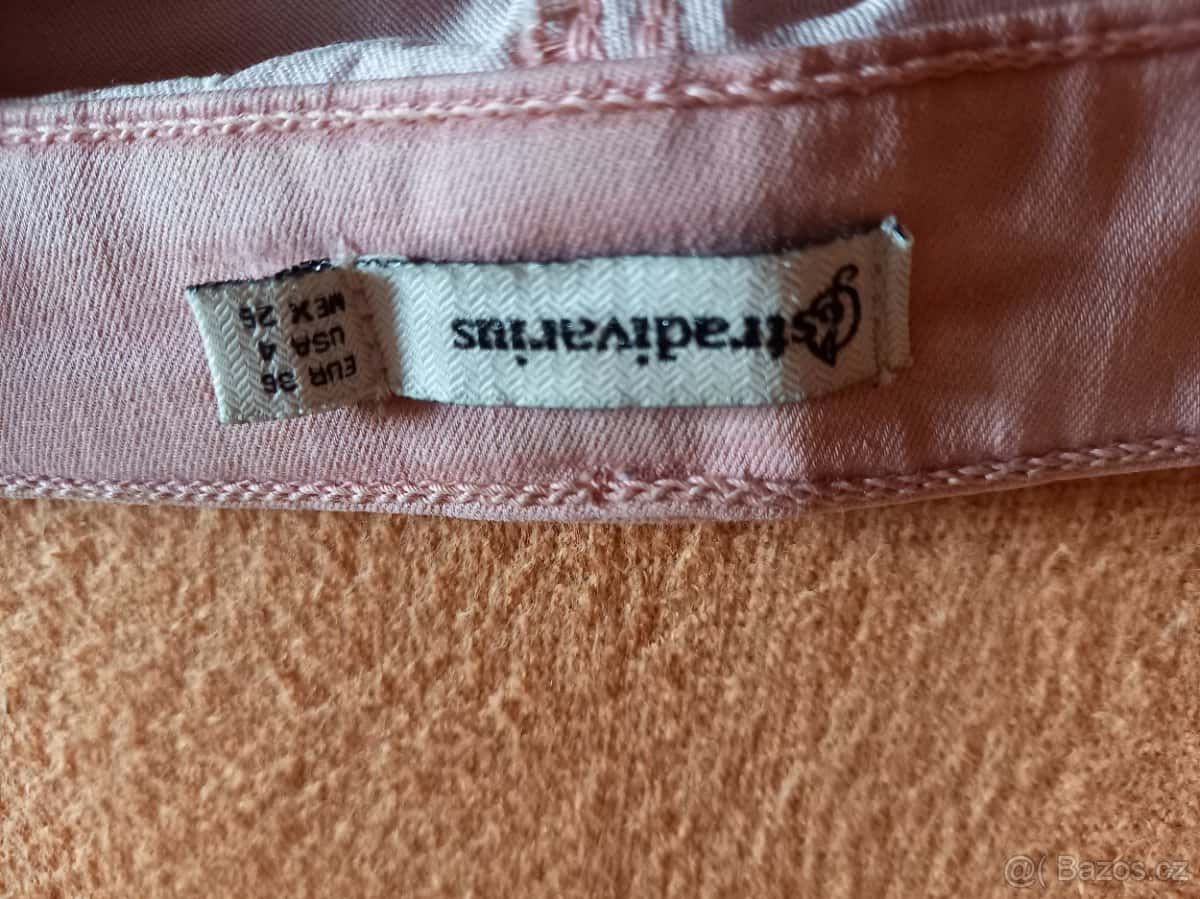 stradivarius
EUR 36
USA 4
MEX 26
@( Bazos.cz